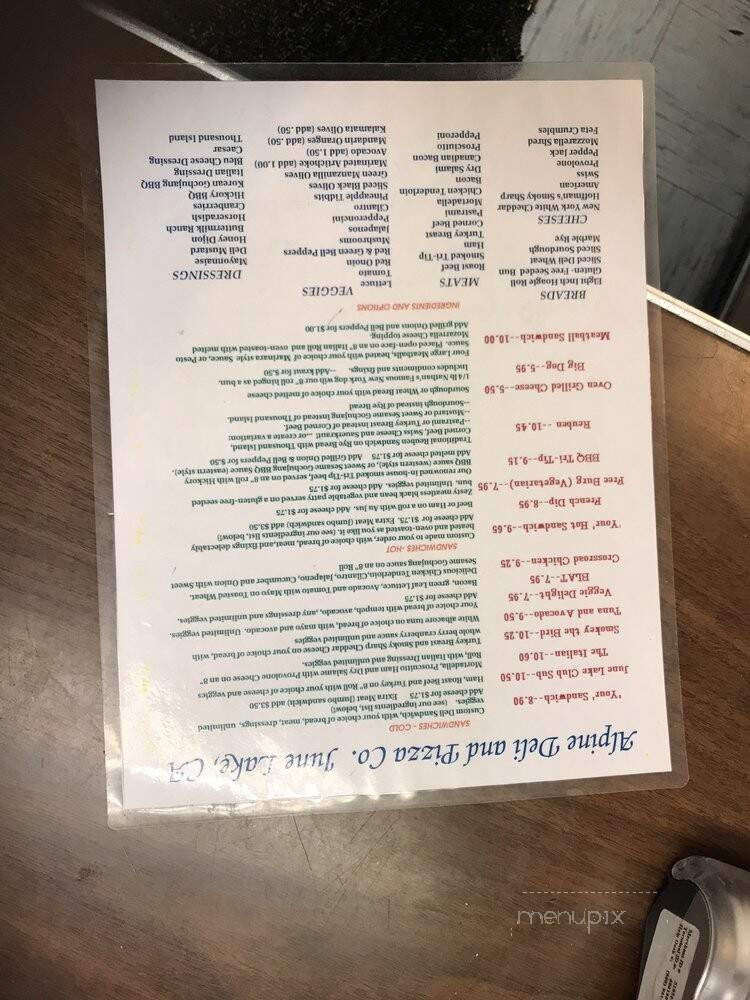 Alpine Deli and Pizza Co. June Lake, CA
SANDWICHES - COLD
'Your' Sandwich--8.90
Custom Deli Sandwich, with your choice of bread, meat, dressings, unlimited
veggies. (see our ingredients list, below!)
Add cheese for $1.75 Extra Meat (Jumbo sandwich) add $3.50
June Lake Sub Club--10.50
Ham, Roast Beef and Turkey on 8" Roll with your choice of cheese and veggies
The Italian--10.60
Mortadella, Proscuitto Ham and Dry Salami with Provolone Cheese on an 8"
Roll, with Italian Dressing and unlimited veggies.
Smokey the Bird--10.25
Turkey Breast and Smoky Sharp Cheddar Cheese on your choice of bread, with
whole berry cranberry sauce and unlimited veggies
Tuna and Avocado--9.50
White Albacore tuna on choice of bread, with mayo and avocado. Unlimited veggies.
Veggie Delight--7.95
Your choice of bread with tempeh, avocado, ,any dressings and unlimited veggies.
Add cheese for $1.75
BLAT--7.95
Bacon, green leaf Lettuce, Avocado and Tomato with Mayo on Toasted Wheat.
Crossroad Chicken--9.25
Delicious Chicken Tenderloin,Cilantro, Jalapeno, Cucumber and Onion with Sweet
Sesame Gochujang sauce on an 8" Roll
SANDWICHES-HOT
'Your' Hot Sandwich--9.65
Custom made to your order, with choice of bread, meat,and fixings delectably
heated and oven-toasted as you like it. (see our ingredients list, below!)
Add cheese for $1.75. Extra Meat (Jumbo sandwich) add $3.50
French Dip--8.95
Beef or Ham on a roll with Au Jus. Add cheese for $1.75
Free Burg (Vegetarian)--7.95
Zesty meatless black bean and vegetable patty served on a gluten-free seeded
bun. Unlimited veggies. Add cheese for $1.75
BBQ Tri-Tip--9.15
Our renowned in-house smoked Tri-Tip beef, served on an 8" roll with Hickory
BBQ sauce (western style), or Sweet sesame Gochujang BBQ Sauce (eastern style).
Add melted cheese for $1.75 Add Grilled Onion & Bell Peppers for $.50
Reuben --10.45
Traditional Reuben Sandwich on Rye Bread with Thousand Island,
Corned Beef, Swiss Cheese and Sauerkraut --or create a variation:
--Pastrami or Turkey Breast instead of Corned Beef.
--Mustard or Sweet Sesame Gochujang instead of Thousand Island.
--Sourdough Instead of Rye Bread
Oven Grilled Cheese--5.50
Sourdough or Wheat Bread with your choice of melted cheese
Big Dog--5.95
1/4 lb Nathan's Famous New York dog with our 8" roll hinged as a bun.
Includes condiments and fixings. --Add kraut for $.50
Meatball Sandwich--10.00
Four Large Meatballs, heated with your choice of Marinara style Sauce, or Pesto
Sauce. Placed open-face on an 8" Italian Roll and oven-toasted with melted
Mozzarella Cheese topping.
Add grilled Onions and Bell Peppers for $1.00
INGREDIENTS AND OPTIONS
BREADS
Eight Inch Hoagie Roll
Gluten- Free Seeded Bun
Sliced Deli Wheat
Sliced Sourdough
Marble Rye
CHEESES
New York White Cheddar
Hoffman's Smoky Sharp
American
Swiss
Provolone
Pepper Jack
Mozzarella Shred
Feta Crumbles
MEATS
Roast Beef
Smoked Tri-Tip
Ham
Turkey Breast
Corned Beef
Pastrami
Mortadella
Chicken Tenderloin
Bacon
Dry Salami
Canadian Bacon
Prosciutto
Pepperoni
VEGGIES
Lettuce
Tomato
Red Onoin
Red & Green Bell Peppers
Mushrooms
Jalapenos
Pepperoncini
Cilantro
Pineapple Tidbits
Sliced Black Olives
Green Manzanilla Olives
Marinated Artichoke (add 1.00)
Avocado (add 1.50)
Mandarin Oranges (add .50)
Kalamata Olives (add .50)
DRESSINGS
Mayonnaise
Deli Mustard
Honey Dijon
Buttermilk Ranch
Horseradish
Cranberries
Hickory BBQ
Korean Gochujang BBQ
Italian Dressing
Bleu Cheese Dressing
Caesar
Thousand Island
menupix